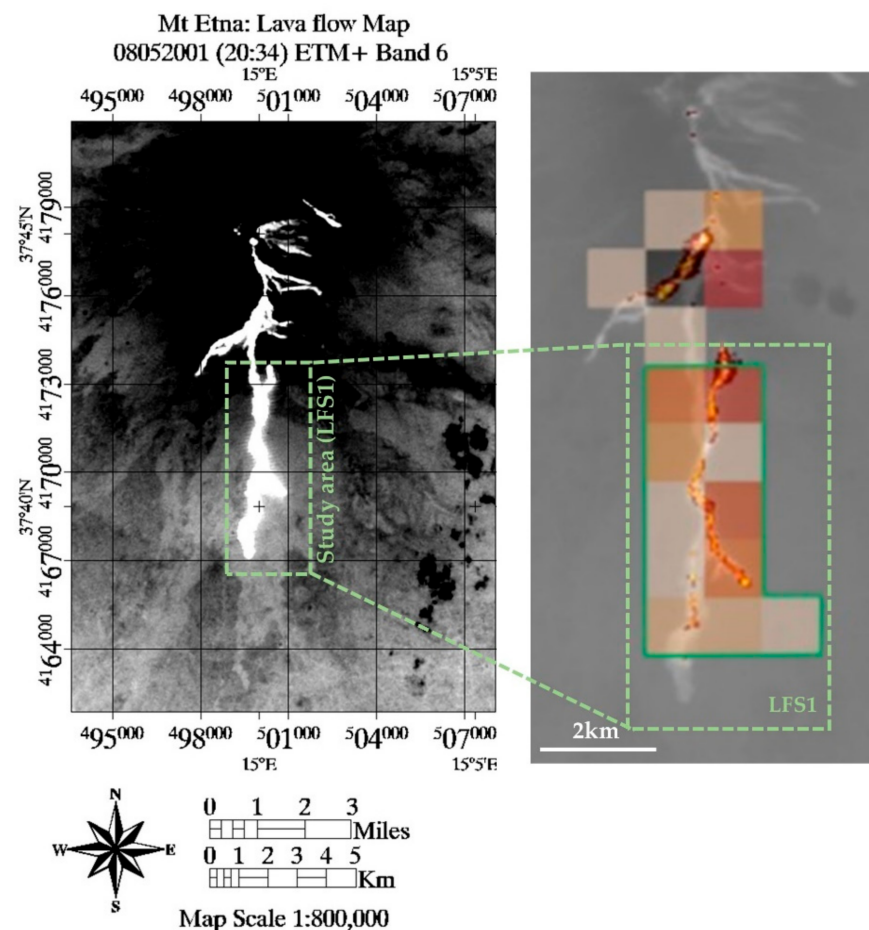 Mt Etna: Lava flow Map
08052001 (20:34) ETM+ Band 6
15°E 15°5'E
495000 498000 501000 504000 507000
4179000
37°45'N
4176000
4173000
4170000
37°40'N
4167000
4164000
Study area (LFS1)
LFS1
2km
495000 498000 501000 504000 507000
15°E 15°5'E
N
W E
S
0 1 2 3
Miles
0 1 2 3 4 5
Km
Map Scale 1:800,000